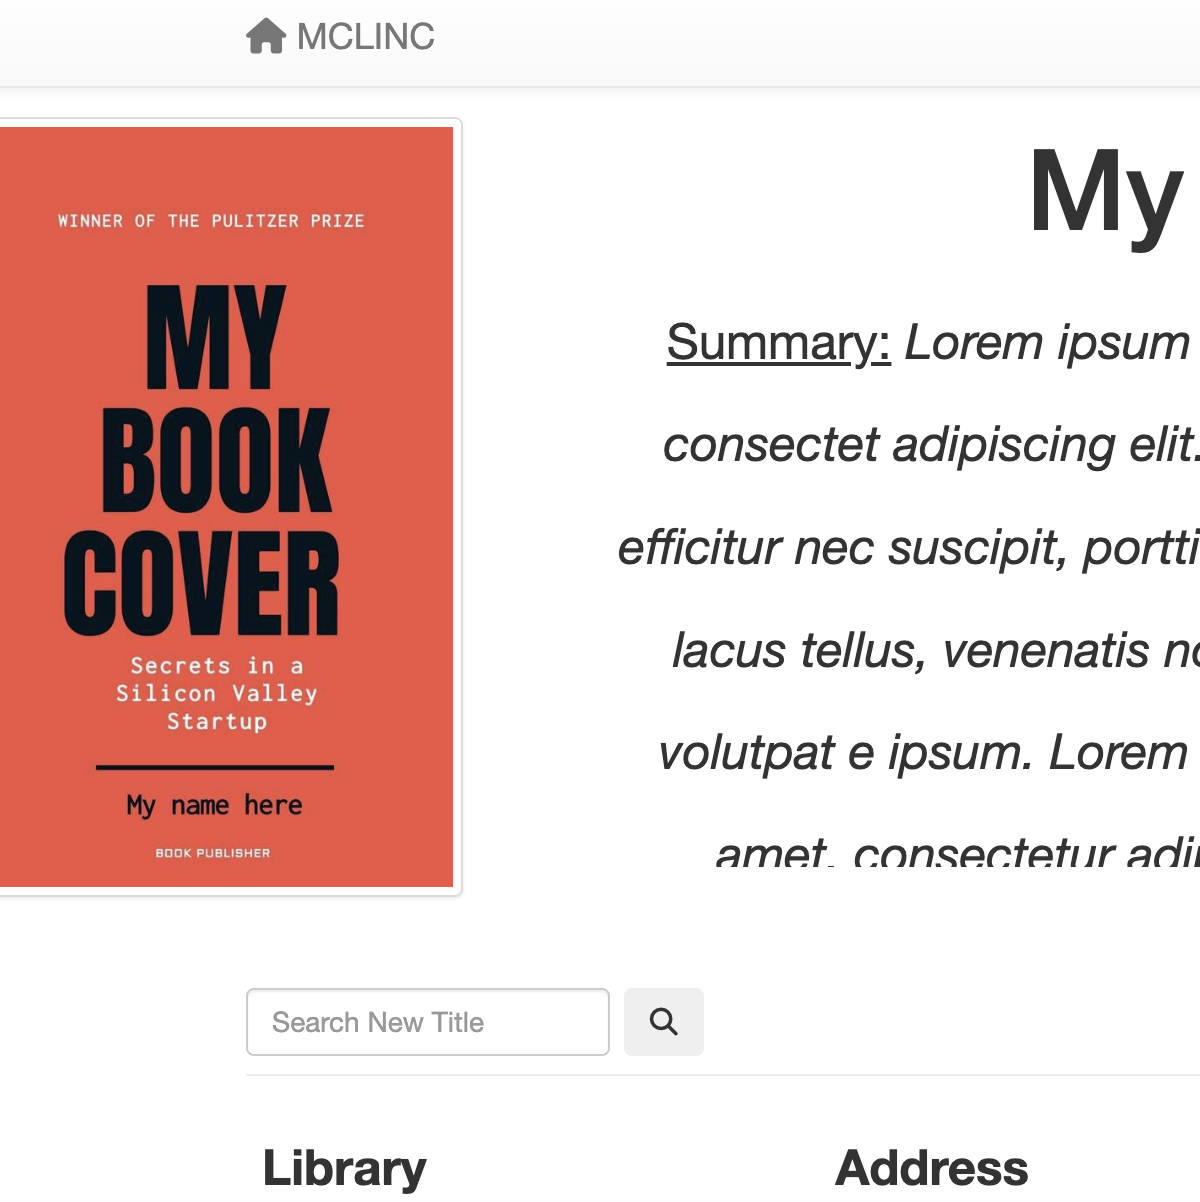 MCLINC
WINNER OF THE PULITZER PRIZE
MY
BOOK
COVER
Secrets in a
Silicon Valley
Startup
My name here
BOOK PUBLISHER
My
Summary: Lorem ipsum
consectet adipiscing elit.
efficitur nec suscipit, portti
lacus tellus, venenatis no
volutpat e ipsum. Lorem
amet, consectetur adi
Search New Title
Library Address